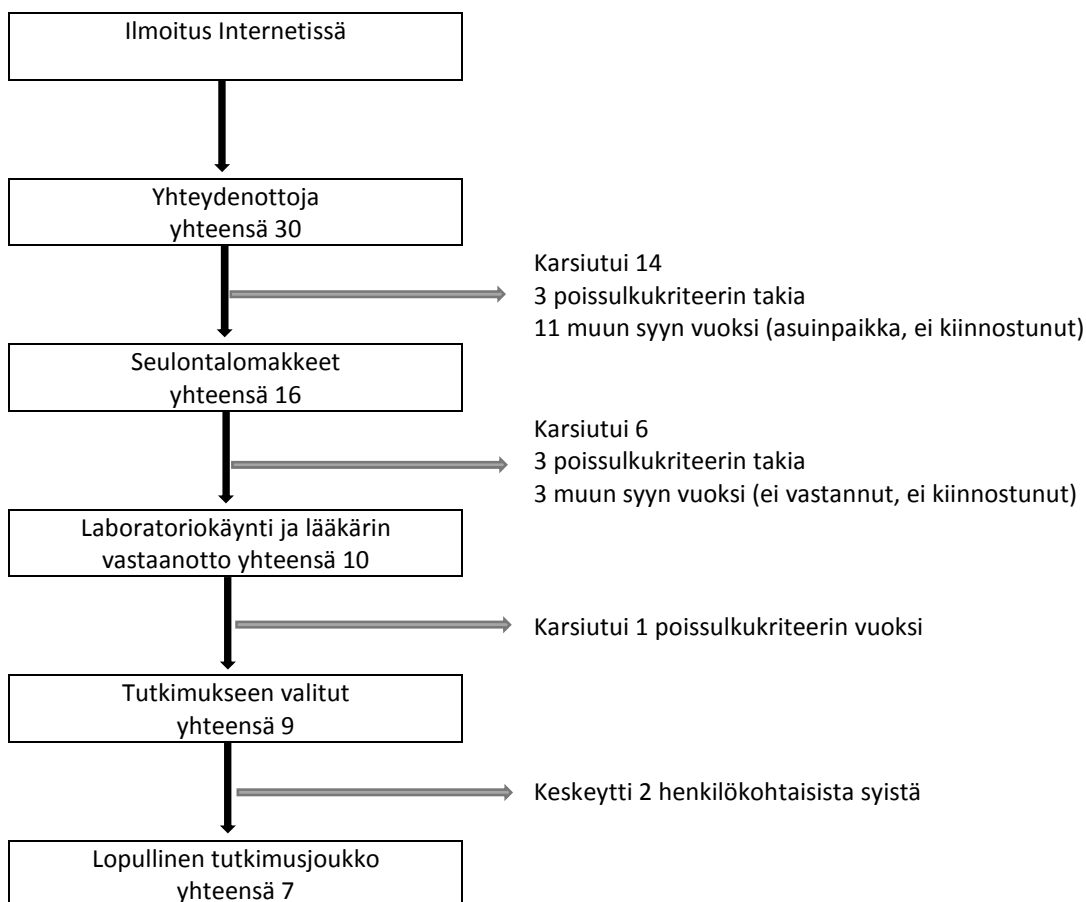 Ilmoitus Internetissä
Yhteydenottoja
yhteensä 30
Karsiutui 14
3 poissulkukriteerin takia
11 muun syyn vuoksi (asuinpaikka, ei kiinnostunut)
Seulontalomakkeet
yhteensä 16
Karsiutui 6
3 poissulkukriteerin takia
3 muun syyn vuoksi (ei vastannut, ei kiinnostunut)
Laboratoriokäynti ja lääkärin
vastaanotto yhteensä 10
Karsiutui 1 poissulkukriteerin vuoksi
Tutkimukseen valitut
yhteensä 9
Keskeytti 2 henkilökohtaisista syistä
Lopullinen tutkimusjoukko
yhteensä 7